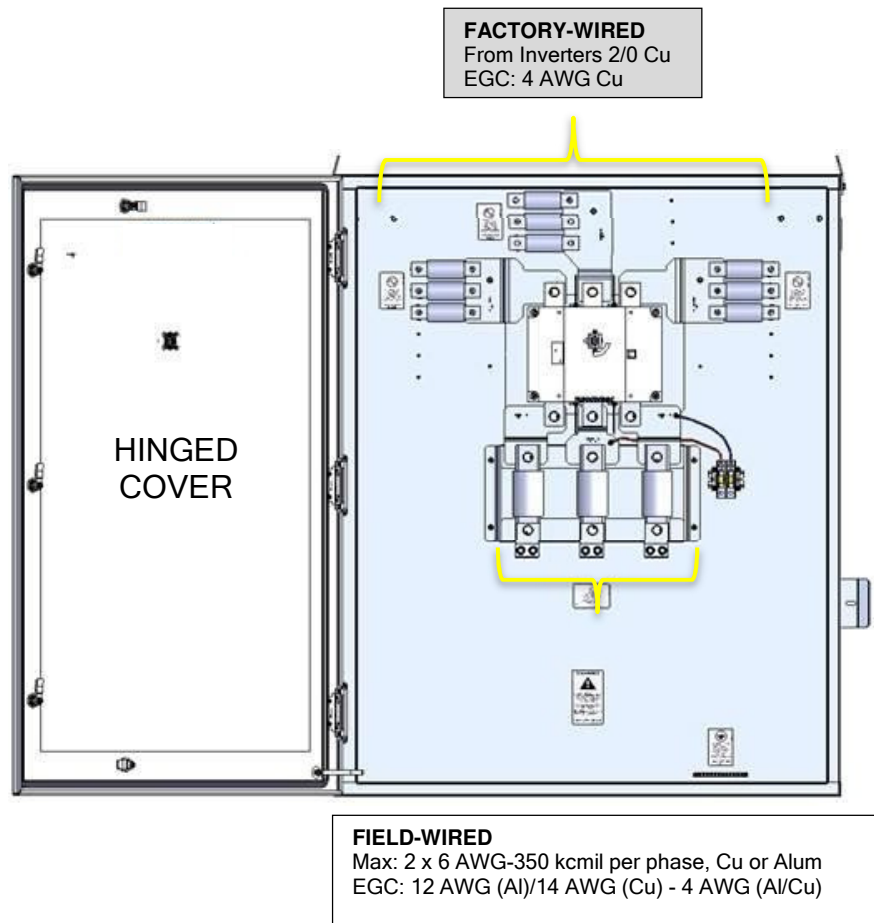 FACTORY-WIRED
From Inverters 2/0 Cu
EGC: 4 AWG Cu
HINGED
COVER
FIELD-WIRED
Max: 2 x 6 AWG-350 kcmil per phase, Cu or Alum
EGC: 12 AWG (Al)/14 AWG (Cu) - 4 AWG (Al/Cu)